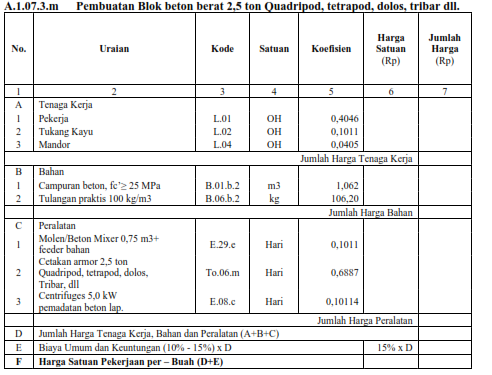 A.1.07.3.m Pembuatan Blok beton berat 2,5 ton Quadripod, tetrapod, dolos, tribar dll.
No. Uraian Kode Satuan Koefisien Harga Satuan (Rp) Jumlah Harga (Rp)
1 2 3 4 5 6 7
A Tenaga Kerja
1 Pekerja L.01 OH 0,4046
2 Tukang Kayu L.02 OH 0,1011
3 Mandor L.04 OH 0,0405
Jumlah Harga Tenaga Kerja
B Bahan
1 Campuran beton, fc'≥ 25 MPa B.01.b.2 m3 1,062
2 Tulangan praktis 100 kg/m3 B.06.b.2 kg 106,20
Jumlah Harga Bahan
C Peralatan
1 Molen/Beton Mixer 0,75 m3+ feeder bahan E.29.e Hari 0,1011
2 Cetakan armor 2,5 ton Quadripod, tetrapod, dolos, Tribar, dll To.06.m Hari 0,6887
3 Centrifuges 5,0 kW pemadatan beton lap. E.08.c Hari 0,10114
Jumlah Harga Peralatan
D Jumlah Harga Tenaga Kerja, Bahan dan Peralatan (A+B+C)
E Biaya Umum dan Keuntungan (10% - 15%) x D 15% x D
F Harga Satuan Pekerjaan per – Buah (D+E)